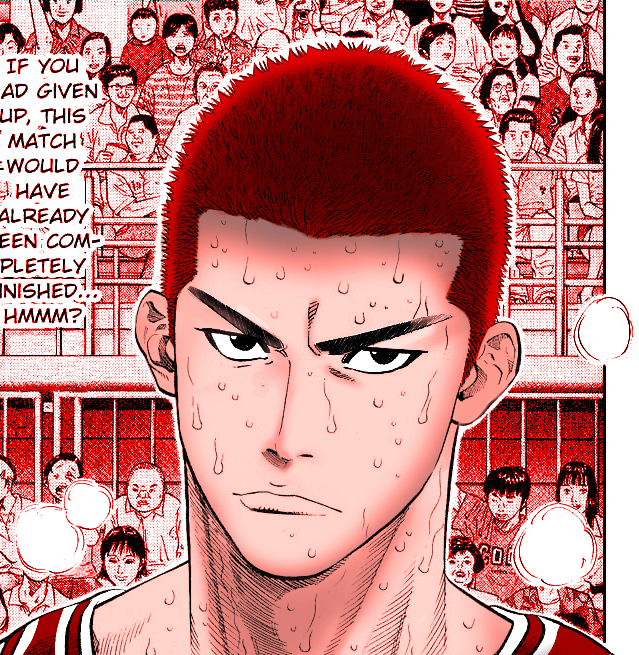 IF YOU
AD GIVEN
UP, THIS
MATCH
WOULD
HAVE
ALREADY
EEN COM-
PLETELY
INISHED...
HMMM?